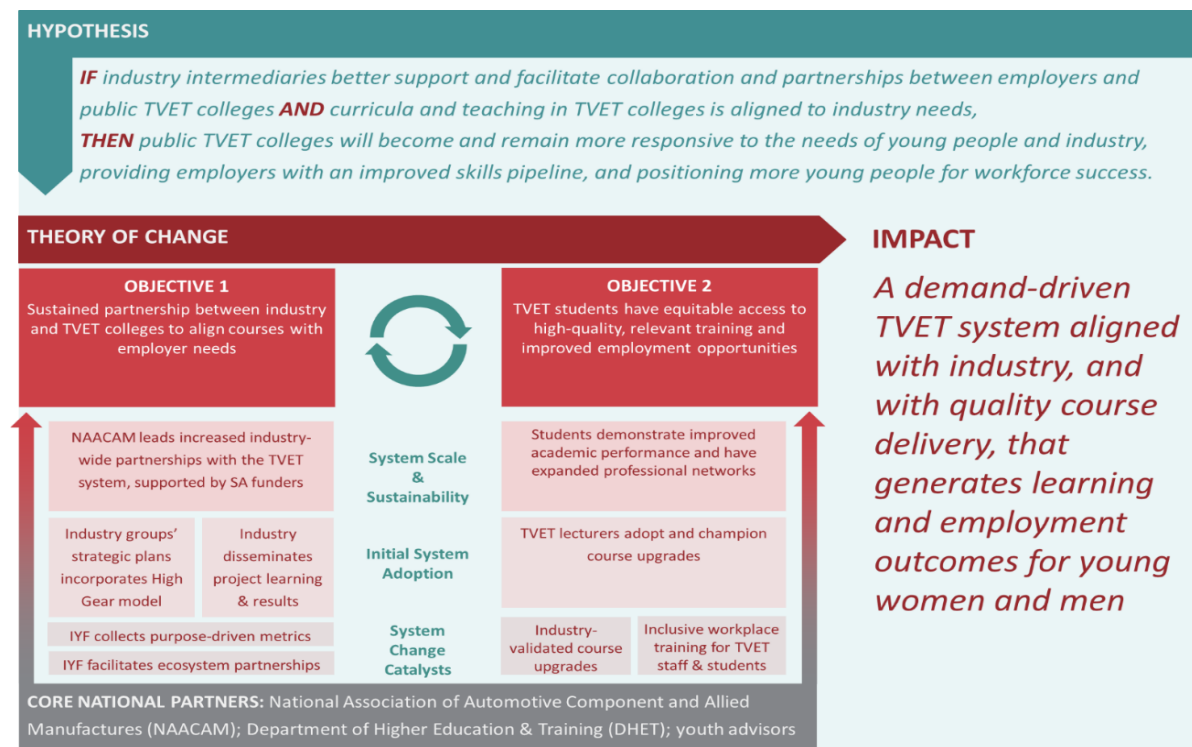 HYPOTHESIS
IF industry intermediaries better support and facilitate collaboration and partnerships between employers and
public TVET colleges AND curricula and teaching in TVET colleges is aligned to industry needs,
THEN public TVET colleges will become and remain more responsive to the needs of young people and industry,
providing employers with an improved skills pipeline, and positioning more young people for workforce success.
THEORY OF CHANGE
OBJECTIVE 1
Sustained partnership between industry
and TVET colleges to align courses with
employer needs
OBJECTIVE 2
TVET students have equitable access to
high-quality, relevant training and
improved employment opportunities
NAACAM leads increased industry-
wide partnerships with the TVET
system, supported by SA funders
System Scale
&
Sustainability
Students demonstrate improved
academic performance and have
expanded professional networks
Industry groups’
strategic plans
incorporates High
Gear model
Industry
disseminates
project learning
& results
Initial System
Adoption
TVET lecturers adopt and champion
course upgrades
IYF collects purpose-driven metrics
IYF facilitates ecosystem partnerships
System
Change
Catalysts
Industry-
validated course
upgrades
Inclusive workplace
training for TVET
staff & students
CORE NATIONAL PARTNERS: National Association of Automotive Component and Allied
Manufactures (NAACAM); Department of Higher Education & Training (DHET); youth advisors
IMPACT
A demand-driven
TVET system aligned
with industry, and
with quality course
delivery, that
generates learning
and employment
outcomes for young
women and men